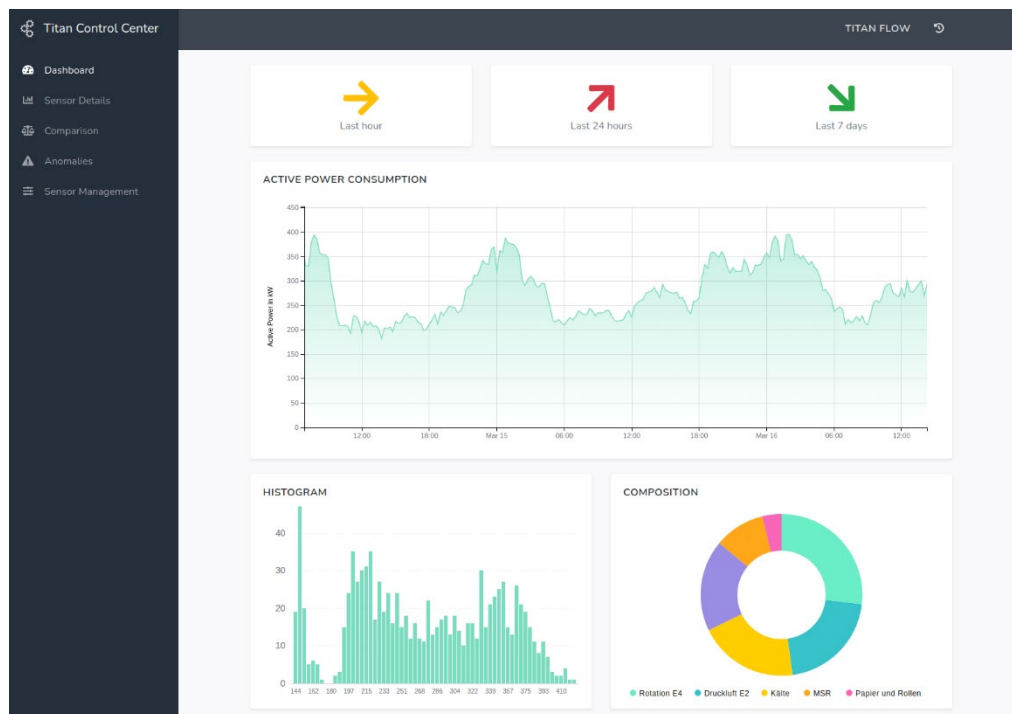 Titan Control Center
TITAN FLOW
Dashboard
Sensor Details
Comparison
Anomalies
Sensor Management
Last hour
Last 24 hours
Last 7 days
ACTIVE POWER CONSUMPTION
Active Power in kW
450
400
350
300
250
200
150
100
50
0
12:00 18:00 Mar 15 06:00 12:00 18:00 Mar 16 06:00 12:00
HISTOGRAM
40
30
20
10
0
144 162 180 197 215 233 251 268 286 304 322 339 357 375 393 410
COMPOSITION
Rotation E4 Druckluft E2 Kälte MSR Papier und Rollen